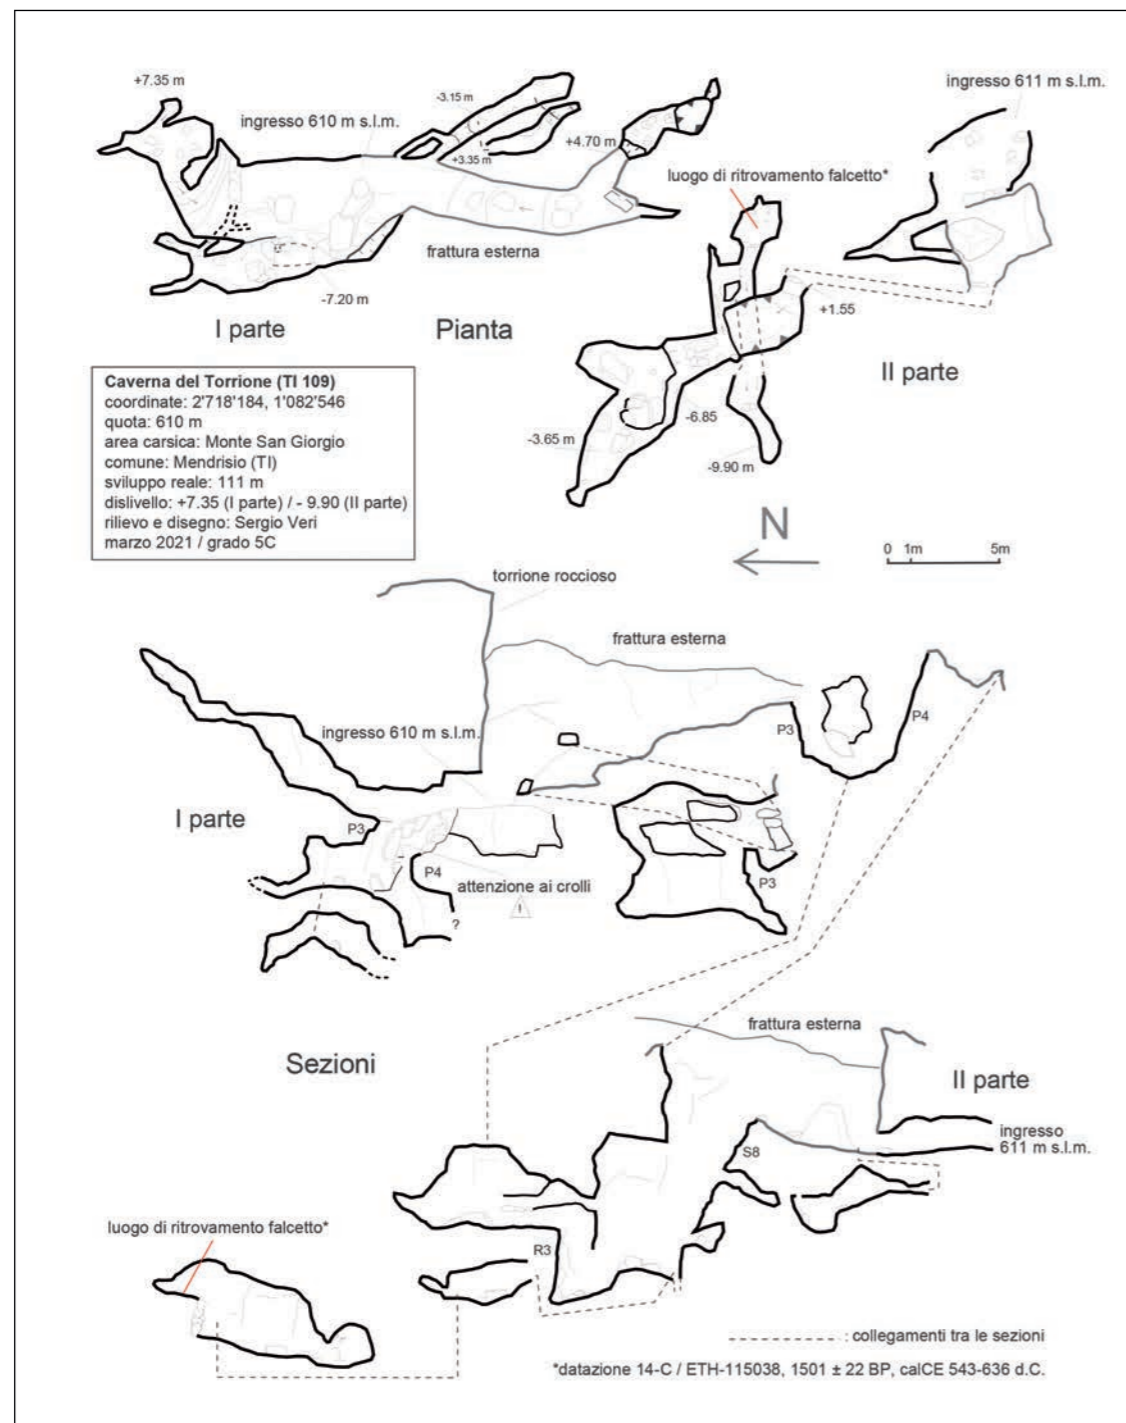 +7.35 m
ingresso 610 m s.l.m.
-3.15 m
+3.35 m
+4.70 m
ingresso 611 m s.l.m.
luogo di ritrovamento falcetto*
frattura esterna
-7.20 m
+1.55
I parte
Pianta
II parte
-6.85
-3.65 m
-9.90 m
Caverna del Torrione (TI 109)
coordinate: 2'718'184, 1'082'546
quota: 610 m
area carsica: Monte San Giorgio
comune: Mendrisio (TI)
sviluppo reale: 111 m
dislivello: +7.35 (I parte) / - 9.90 (II parte)
rilievo e disegno: Sergio Veri
marzo 2021 / grado 5C
N
0 1m 5m
torrione roccioso
frattura esterna
ingresso 610 m s.l.m.
P3
P4
I parte
P3
P4
attenzione ai crolli
!
?
P3
Sezioni
frattura esterna
II parte
ingresso
611 m s.l.m.
S8
luogo di ritrovamento falcetto*
R3
: collegamenti tra le sezioni
*datazione 14-C / ETH-115038, 1501 ± 22 BP, calCE 543-636 d.C.